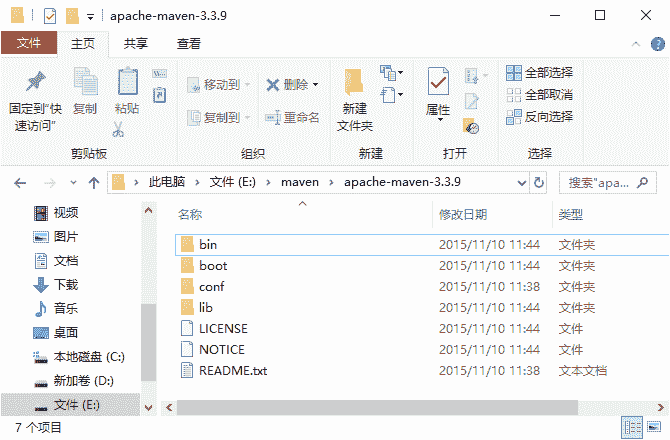 apache-maven-3.3.9
文件 主页 共享 查看
固定到"快速访问"
复制
粘贴
剪贴板
移动到
复制到
删除
重命名
组织
新建
文件夹
新建
属性
打开
全部选择
全部取消
反向选择
选择
此电脑 文件 (E:) maven apache-maven-3.3.9
搜索"apa...
视频
图片
文档
下载
音乐
桌面
本地磁盘 (C:)
新加卷 (D:)
文件 (E:)
名称 修改日期 类型
bin 2015/11/10 11:44 文件夹
boot 2015/11/10 11:44 文件夹
conf 2015/11/10 11:38 文件夹
lib 2015/11/10 11:44 文件夹
LICENSE 2015/11/10 11:44 文件
NOTICE 2015/11/10 11:44 文件
README.txt 2015/11/10 11:38 文本文档
7 个项目